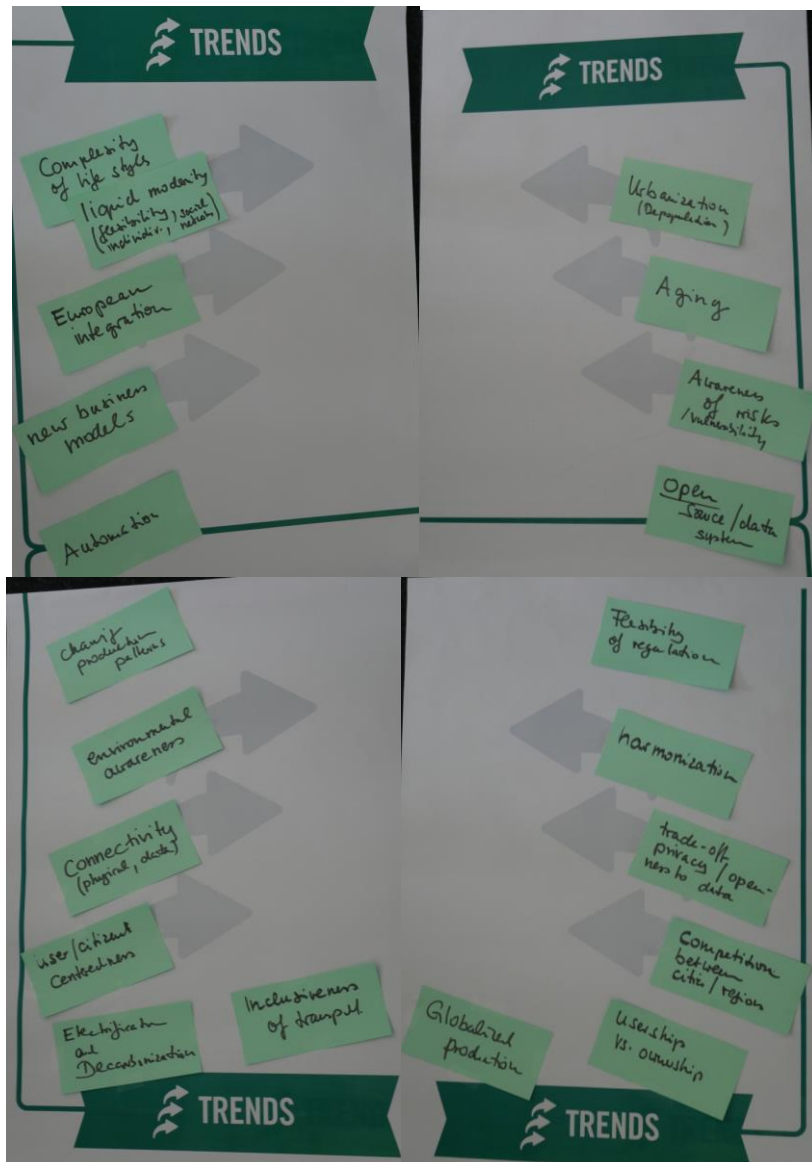 TRENDS
Complexity
of life styles
liquid modernity
(flexibility, social
individ., network)
European
integration
new business
models
Automation
TRENDS
Urbanization
(Depopulation)
Aging
Awareness
of risks
/vulnerability
Open
Source/data
system
production
patterns
environmental
awareness
Connectivity
(physical, data)
user/citizen
Centredness
Electrification
and
Decarbonization
Inclusiveness
of transport
TRENDS
Flexibility
of regulation
harmonization
trade-off
privacy/open-
ness to data
Competition
between
cities/region
Globalized
production
Usership
vs. ownership
TRENDS